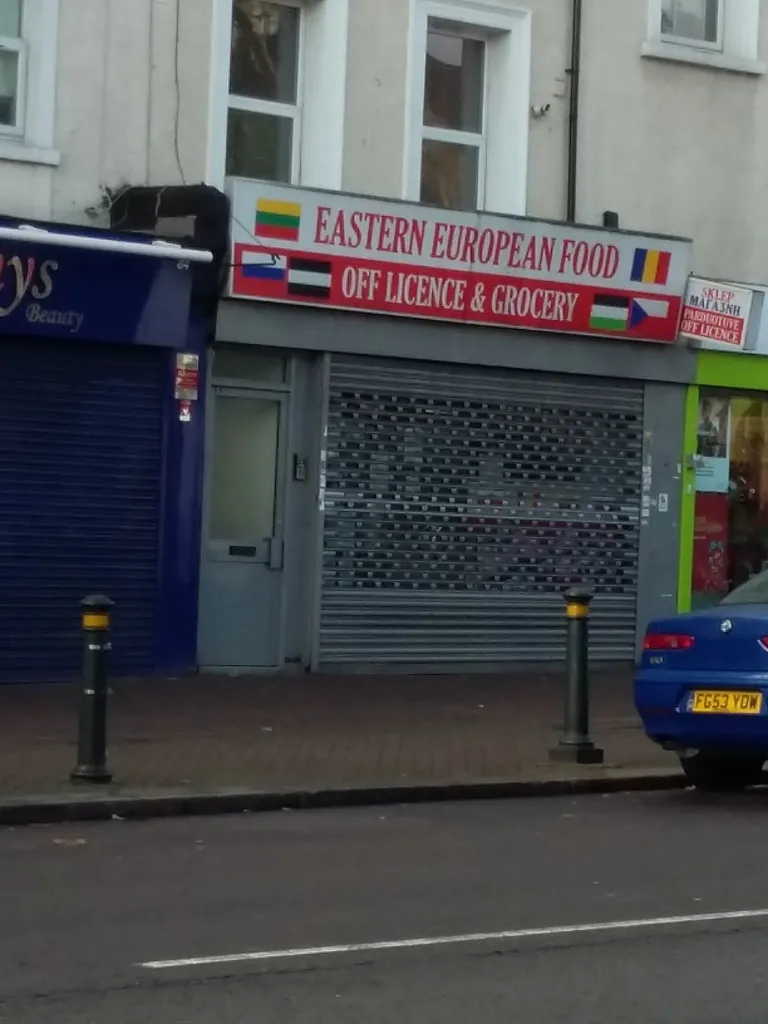 ys
Beauty
EASTERN EUROPEAN FOOD
OFF LICENCE & GROCERY
SKLEP
МАГАЗИН
PARDUOTUVE
OFF LICENCE
FG53 YOW